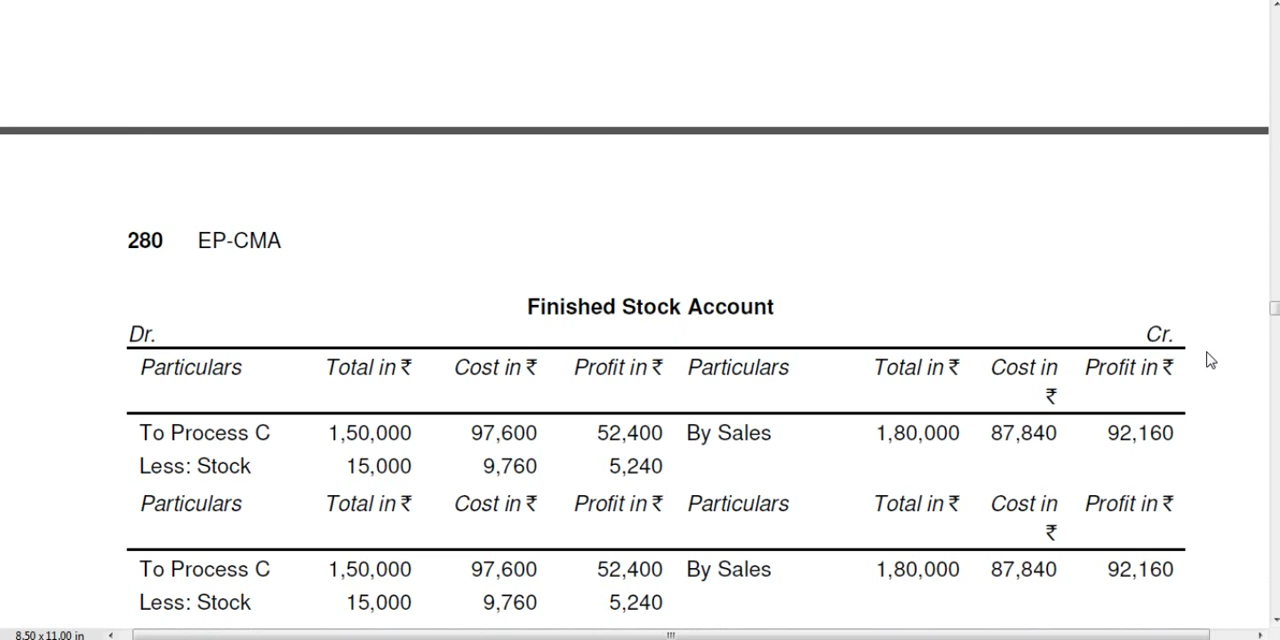 280 EP-CMA
Finished Stock Account
Dr. Cr.
Particulars Total in ₹ Cost in ₹ Profit in ₹ Particulars Total in ₹ Cost in Profit in ₹
₹
To Process C 1,50,000 97,600 52,400 By Sales 1,80,000 87,840 92,160
Less: Stock 15,000 9,760 5,240
Particulars Total in ₹ Cost in ₹ Profit in ₹ Particulars Total in ₹ Cost in Profit in ₹
₹
To Process C 1,50,000 97,600 52,400 By Sales 1,80,000 87,840 92,160
Less: Stock 15,000 9,760 5,240
8.50 x 11.00 in